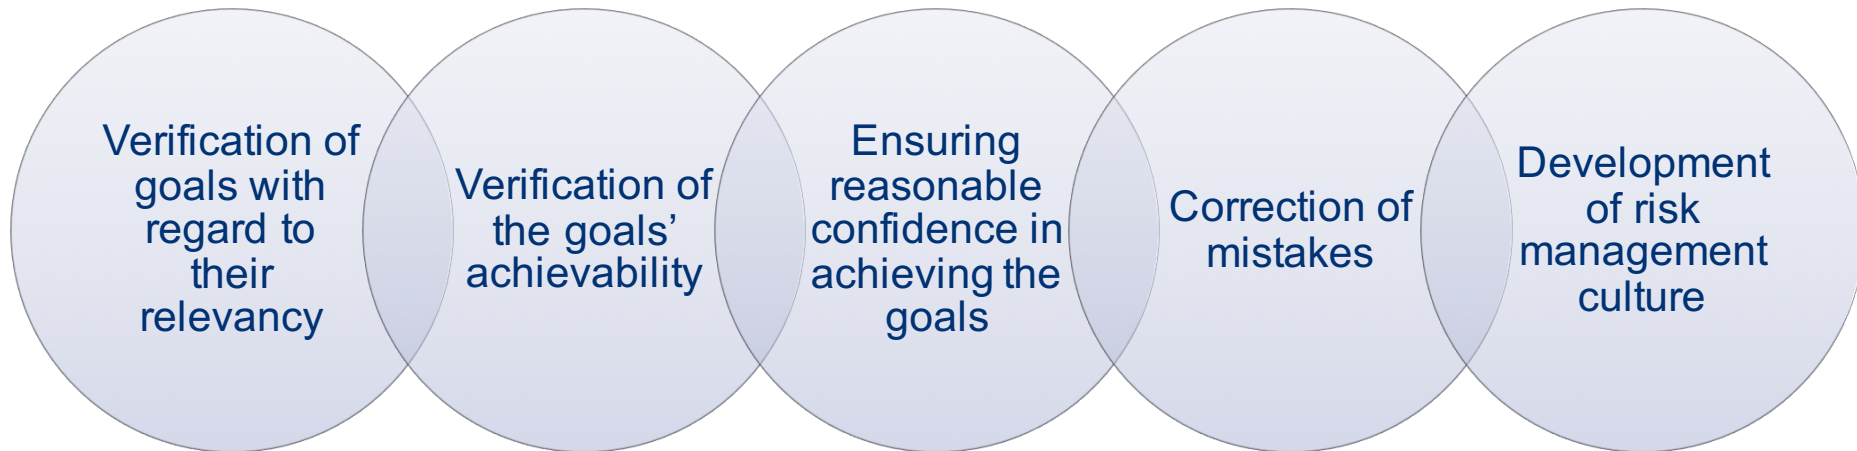 Verification of
goals with
regard to
their
relevancy
Verification of
the goals’
achievability
Ensuring
reasonable
confidence in
achieving the
goals
Correction of
mistakes
Development
of risk
management
culture